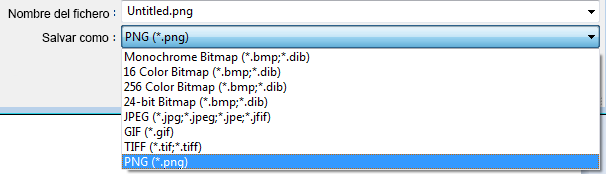 Nombre del fichero : Untitled.png
Salvar como : PNG (*.png)
Monochrome Bitmap (*.bmp;*.dib)
16 Color Bitmap (*.bmp;*.dib)
256 Color Bitmap (*.bmp;*.dib)
24-bit Bitmap (*.bmp;*.dib)
JPEG (*.jpg;*.jpeg;*.jpe;*.jfif)
GIF (*.gif)
TIFF (*.tif;*.tiff)
PNG (*.png)